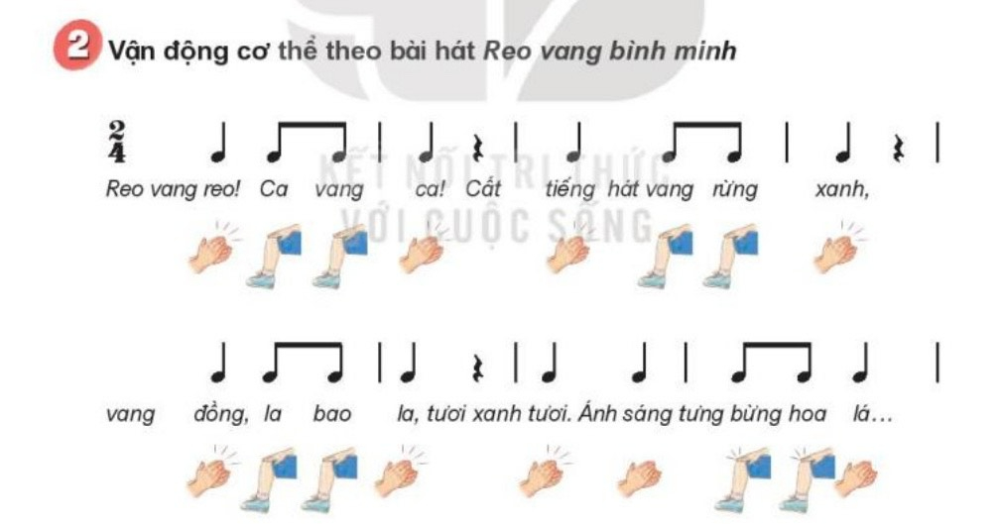 2 Vận động cơ thể theo bài hát Reo vang bình minh
2
4
KẾT NỐI TRI THỨC
Reo vang reo! Ca vang ca! Cất tiếng hát vang rừng xanh,
VỚI CUỘC SỐNG
vang đồng, la bao la, tươi xanh tươi. Ánh sáng tưng bừng hoa lá...